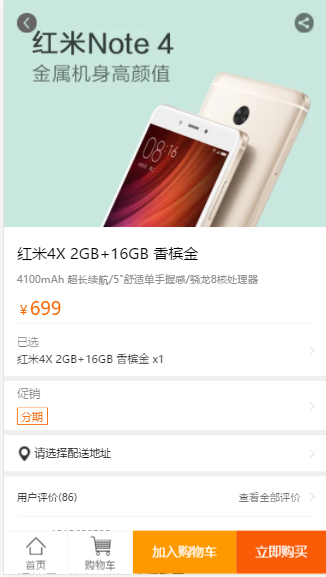 红米Note 4
金属机身高颜值
08:16
红米4X 2GB+16GB 香槟金
4100mAh 超长续航/5"舒适单手握感/骁龙8核处理器
￥699
已选
红米4X 2GB+16GB 香槟金 x1
促销
分期
请选择配送地址
用户评价(86)
查看全部评价
首页
购物车
加入购物车
立即购买